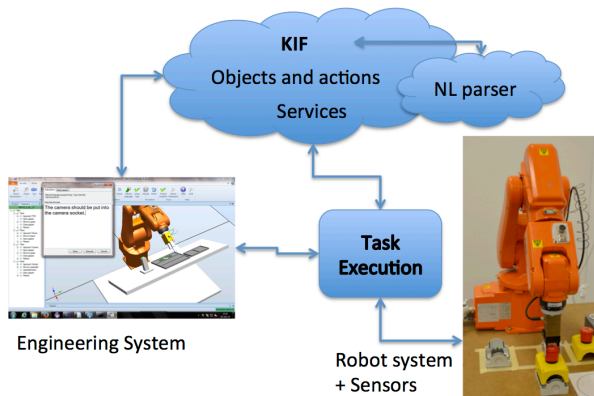 KIF
Objects and actions
Services
NL parser
The camera should be put into
the camera socket.
Task
Execution
Engineering System
Robot system
+ Sensors